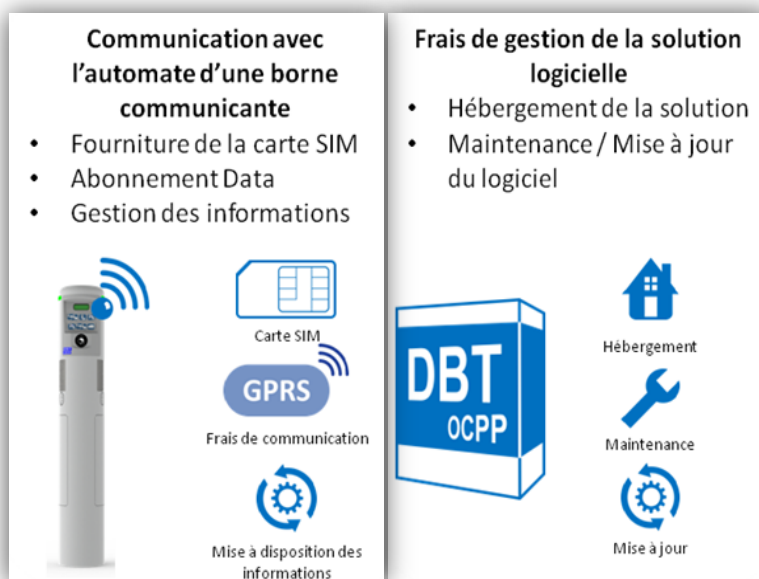 Communication avec
l'automate d'une borne
communicante
• Fourniture de la carte SIM
• Abonnement Data
• Gestion des informations
Carte SIM
GPRS
Frais de communication
Mise à disposition des
informations
Frais de gestion de la solution
logicielle
• Hébergement de la solution
• Maintenance / Mise à jour
du logiciel
DBT
OCPP
Hébergement
Maintenance
Mise à jour